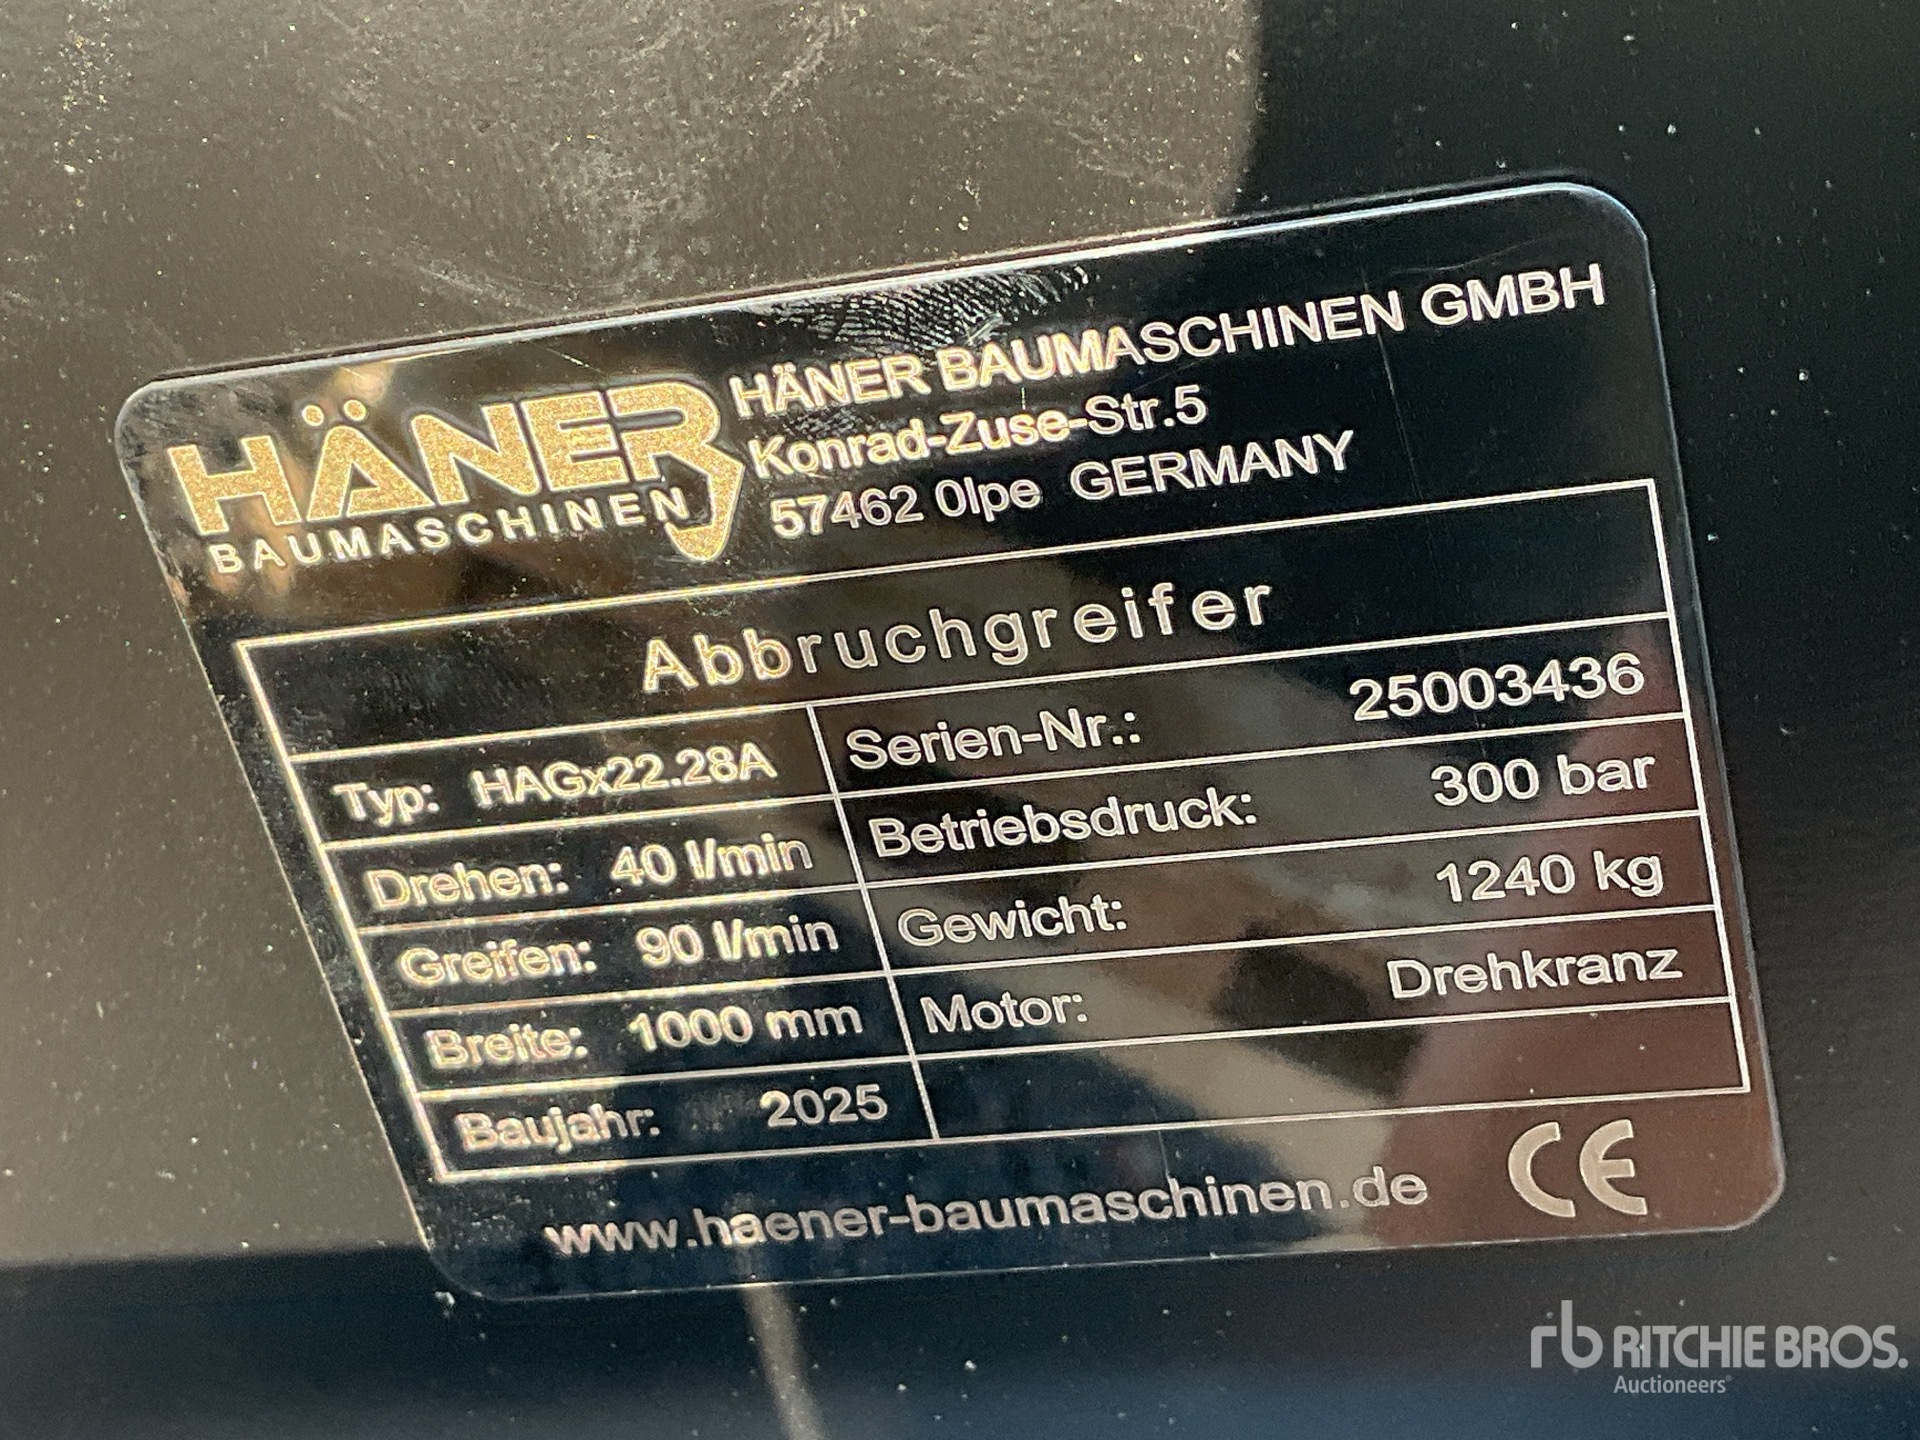 HÄNER
BAUMASCHINEN
HÄNER BAUMASCHINEN GMBH
Konrad-Zuse-Str.5
57462 Olpe GERMANY
Abbruchgreifer
Typ: HAGx22.28A
Serien-Nr.: 25003436
Drehen: 40 l/min
Betriebsdruck: 300 bar
Greifen: 90 l/min
Gewicht: 1240 kg
Breite: 1000 mm
Motor: Drehkranz
Baujahr: 2025
www.haener-baumaschinen.de
CE
rb RITCHIE BROS.
Auctioneers